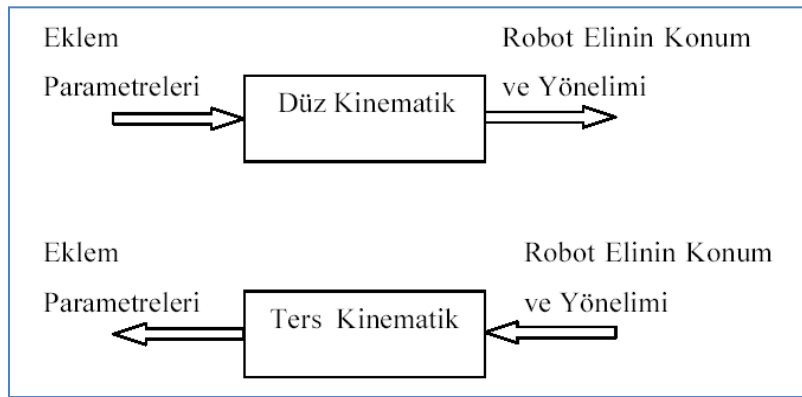 Eklem
Parametreleri
Düz Kinematik
Robot Elinin Konum
ve Yönelimi
Eklem
Parametreleri
Ters Kinematik
Robot Elinin Konum
ve Yönelimi